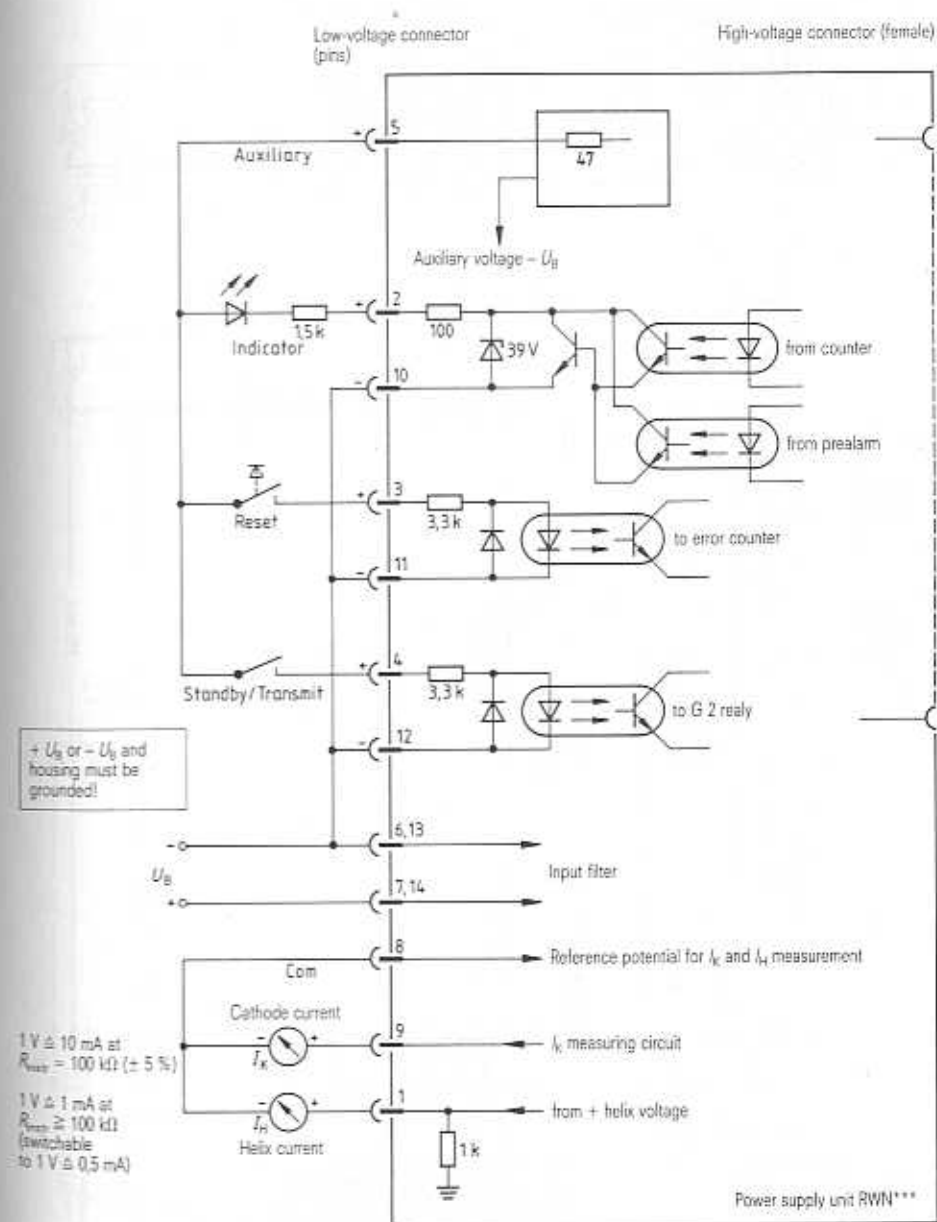 Low-voltage connector
(pins)
High-voltage connector (female)
+ 5
Auxiliary
47
Auxiliary voltage – U_B
+ 2
1,5 k
Indicator
100
39 V
from counter
- 10
from prealarm
+ 3
Reset
3,3 k
to error counter
- 11
+ 4
Standby/Transmit
3,3 k
to G 2 realy
- 12
+ U_B or – U_B and
housing must be
grounded!
- 6,13
U_B
Input filter
+ 7,14
8
Com
Reference potential for I_K and I_H measurement
Cathode current
- + 9
I_K
I_K measuring circuit
1 V ≙ 10 mA at
= 100 kΩ (± 5 %)
- + 1
I_H
from + helix voltage
Helix current
1 V ≙ 1 mA at
≥ 100 kΩ
(switchable
to 1 V ≙ 0,5 mA)
1 k
Power supply unit RWN***